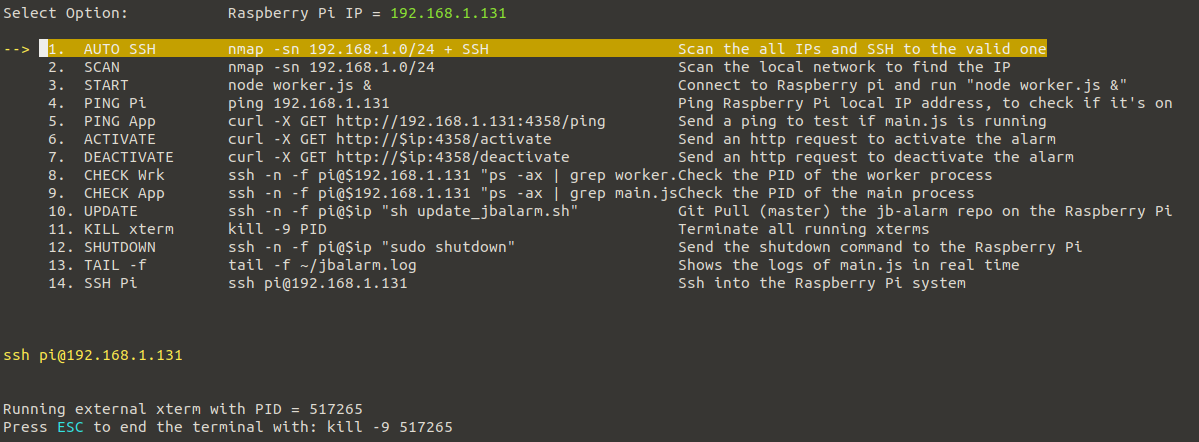 Select Option:           Raspberry Pi IP = 192.168.1.131
--> 1.  AUTO SSH        nmap -sn 192.168.1.0/24 + SSH                     Scan the all IPs and SSH to the valid one
2.  SCAN            nmap -sn 192.168.1.0/24                           Scan the local network to find the IP
3.  START           node worker.js &                                  Connect to Raspberry pi and run "node worker.js &"
4.  PING Pi         ping 192.168.1.131                                Ping Raspberry Pi local IP address, to check if it's on
5.  PING App        curl -X GET http://192.168.1.131:4358/ping        Send a ping to test if main.js is running
6.  ACTIVATE        curl -X GET http://$ip:4358/activate              Send an http request to activate the alarm
7.  DEACTIVATE      curl -X GET http://$ip:4358/deactivate            Send an http request to deactivate the alarm
8.  CHECK Wrk       ssh -n -f pi@$192.168.1.131 "ps -ax | grep worker.Check the PID of the worker process
9.  CHECK App       ssh -n -f pi@$192.168.1.131 "ps -ax | grep main.jsCheck the PID of the main process
10. UPDATE          ssh -n -f pi@$ip "sh update_jbalarm.sh"           Git Pull (master) the jb-alarm repo on the Raspberry Pi
11. KILL xterm      kill -9 PID                                       Terminate all running xterms
12. SHUTDOWN        ssh -n -f pi@$ip "sudo shutdown"                  Send the shutdown command to the Raspberry Pi
13. TAIL -f         tail -f ~/jbalarm.log                             Shows the logs of main.js in real time
14. SSH Pi          ssh pi@192.168.1.131                              Ssh into the Raspberry Pi system
ssh pi@192.168.1.131
Running external xterm with PID = 517265
Press ESC to end the terminal with: kill -9 517265